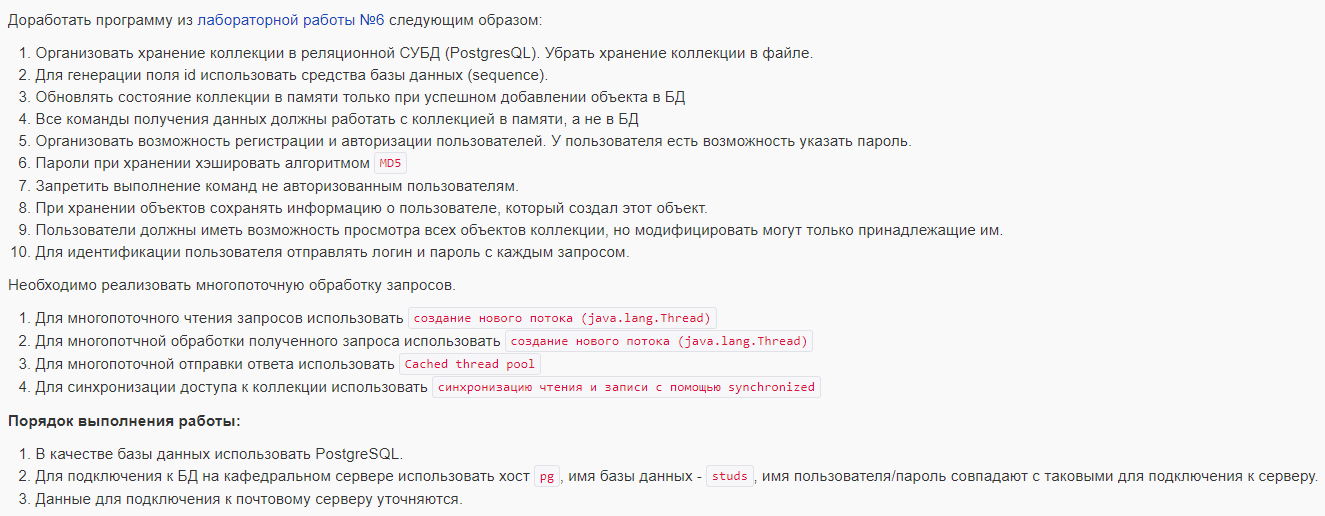 Доработать программу из лабораторной работы №6 следующим образом:
1. Организовать хранение коллекции в реляционной СУБД (PostgresQL). Убрать хранение коллекции в файле.
2. Для генерации поля id использовать средства базы данных (sequence).
3. Обновлять состояние коллекции в памяти только при успешном добавлении объекта в БД
4. Все команды получения данных должны работать с коллекцией в памяти, а не в БД
5. Организовать возможность регистрации и авторизации пользователей. У пользователя есть возможность указать пароль.
6. Пароли при хранении хэшировать алгоритмом MD5
7. Запретить выполнение команд не авторизованным пользователям.
8. При хранении объектов сохранять информацию о пользователе, который создал этот объект.
9. Пользователи должны иметь возможность просмотра всех объектов коллекции, но модифицировать могут только принадлежащие им.
10. Для идентификации пользователя отправлять логин и пароль с каждым запросом.
Необходимо реализовать многопоточную обработку запросов.
1. Для многопоточного чтения запросов использовать создание нового потока (java.lang.Thread)
2. Для многопотчной обработки полученного запроса использовать создание нового потока (java.lang.Thread)
3. Для многопоточной отправки ответа использовать Cached thread pool
4. Для синхронизации доступа к коллекции использовать синхронизацию чтения и записи с помощью synchronized
Порядок выполнения работы:
1. В качестве базы данных использовать PostgreSQL.
2. Для подключения к БД на кафедральном сервере использовать хост pg, имя базы данных - studs, имя пользователя/пароль совпадают с таковыми для подключения к серверу.
3. Данные для подключения к почтовому серверу уточняются.